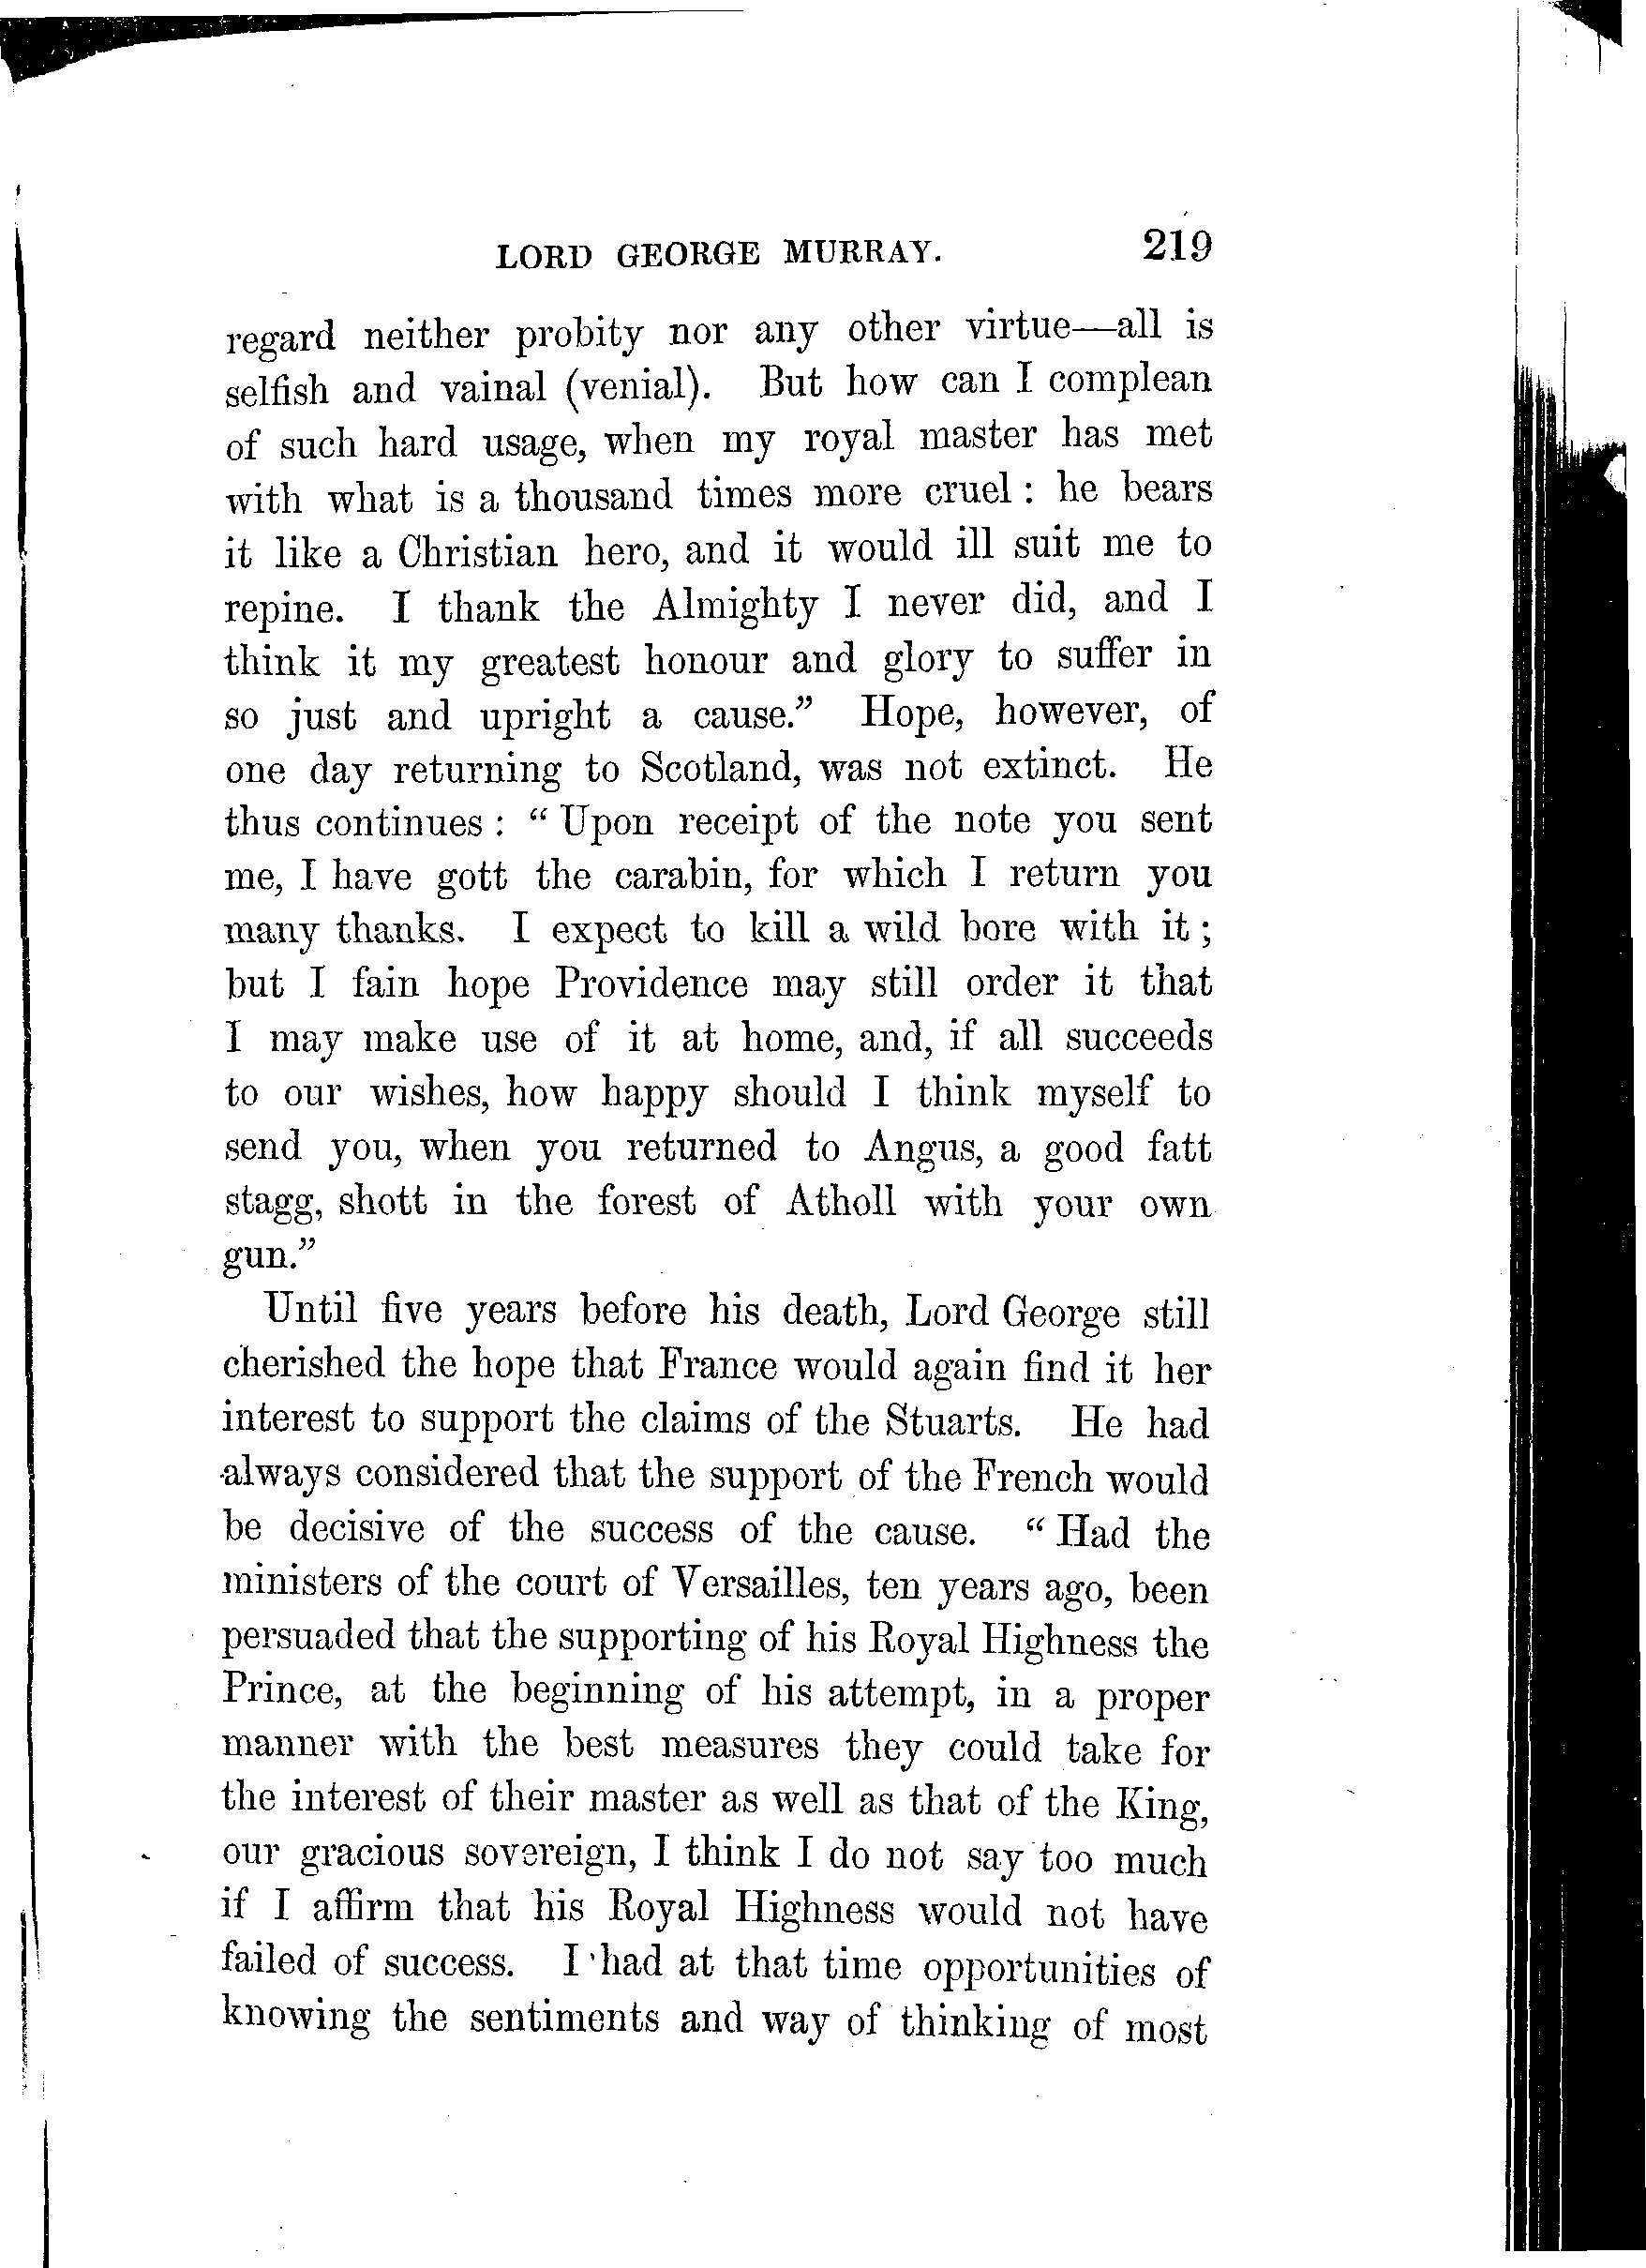 LORD GEORGE MURRAY. 219
regard neither probity nor any other virtue—all is
selfish and vainal (venial). But how can I complean
of such hard usage, when my royal master has met
with what is a thousand times more cruel : he bears
it like a Christian hero, and it would ill suit me to
repine. I thank the Almighty I never did, and I
think it my greatest honour and glory to suffer in
so just and upright a cause.” Hope, however, of
one day returning to Scotland, was not extinct. He
thus continues : “ Upon receipt of the note you sent
me, I have gott the carabin, for which I return you
many thanks. I expect to kill a wild bore with it ;
but I fain hope Providence may still order it that
I may make use of it at home, and, if all succeeds
to our wishes, how happy should I think myself to
send you, when you returned to Angus, a good fatt
stagg, shott in the forest of Atholl with your own
gun.”
Until five years before his death, Lord George still
cherished the hope that France would again find it her
interest to support the claims of the Stuarts. He had
always considered that the support of the French would
be decisive of the success of the cause. “ Had the
ministers of the court of Versailles, ten years ago, been
persuaded that the supporting of his Royal Highness the
Prince, at the beginning of his attempt, in a proper
manner with the best measures they could take for
the interest of their master as well as that of the King,
our gracious sovereign, I think I do not say too much
if I affirm that his Royal Highness would not have
failed of success. I had at that time opportunities of
knowing the sentiments and way of thinking of most